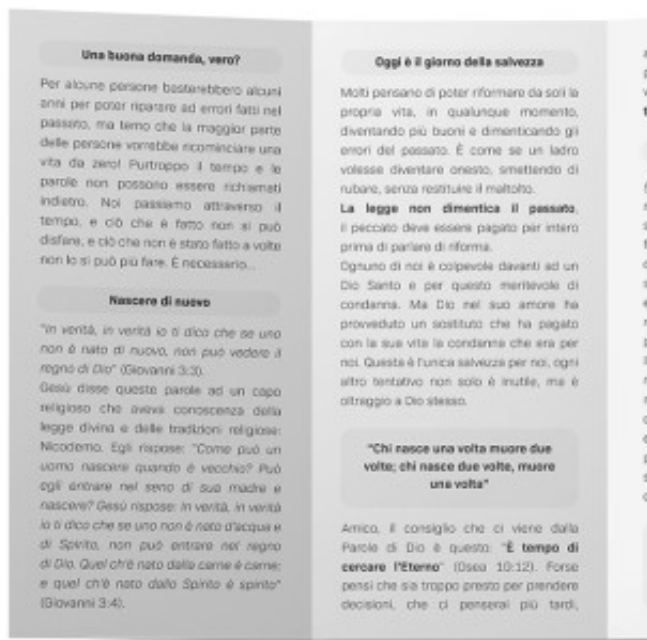 Una buona domanda, vero?
Per alcune persone basterebbero alcuni
anni per poter riparare ad errori fatti nel
passato, ma temo che la maggior parte
delle persone vorrebbe ricominciare una
vita da zero! Purtroppo il tempo e le
parole non possono essere richiamati
indietro. Noi passiamo attraverso il
tempo, e ciò che è fatto non si può
disfare, e ciò che non è stato fatto a volte
non lo si può più fare. È necessario...
Nascere di nuovo
"In verità, in verità io ti dico che se uno
non è nato di nuovo, non può vedere il
regno di Dio" (Giovanni 3:3).
Gesù disse queste parole ad un capo
religioso che aveva conoscenza della
legge divina e delle tradizioni religiose:
Nicodemo. Egli rispose: "Come può un
uomo nascere quando è vecchio? Può
egli entrare nel seno di sua madre e
nascere? Gesù rispose: In verità, in verità
io ti dico che se uno non è nato d'acqua e
di Spirito, non può entrare nel regno
di Dio. Quel ch'è nato dalla carne è carne;
e quel ch'è nato dallo Spirito è spirito"
(Giovanni 3:4).
Oggi è il giorno della salvezza
Molti pensano di poter riformare da soli la
propria vita, in qualunque momento,
diventando più buoni e dimenticando gli
errori del passato. È come se un ladro
volesse diventare onesto, smettendo di
rubare, senza restituire il maltolto.
La legge non dimentica il passato,
il peccato deve essere pagato per intero
prima di parlare di riforma.
Ognuno di noi è colpevole davanti ad un
Dio Santo e per questo meritevole di
condanna. Ma Dio nel suo amore ha
provveduto un sostituto che ha pagato
con la sua vita la condanna che era per
noi. Questa è l'unica salvezza per noi, ogni
altro tentativo non solo è inutile, ma è
oltraggio a Dio stesso.
"Chi nasce una volta muore due
volte; chi nasce due volte, muore
una volta"
Amico, il consiglio che ci viene dalla
Parola di Dio è questo: "È tempo di
cercare l'Eterno" (Osea 10:12). Forse
pensi che sia troppo presto per prendere
decisioni, che ci penserai più tardi,